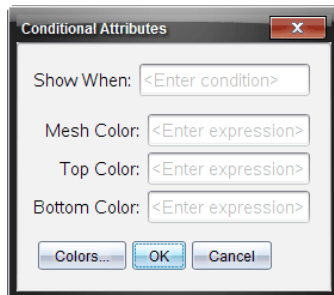 Conditional Attributes
Show When: <Enter condition>
Mesh Color: <Enter expression>
Top Color: <Enter expression>
Bottom Color: <Enter expression>
Colors... OK Cancel